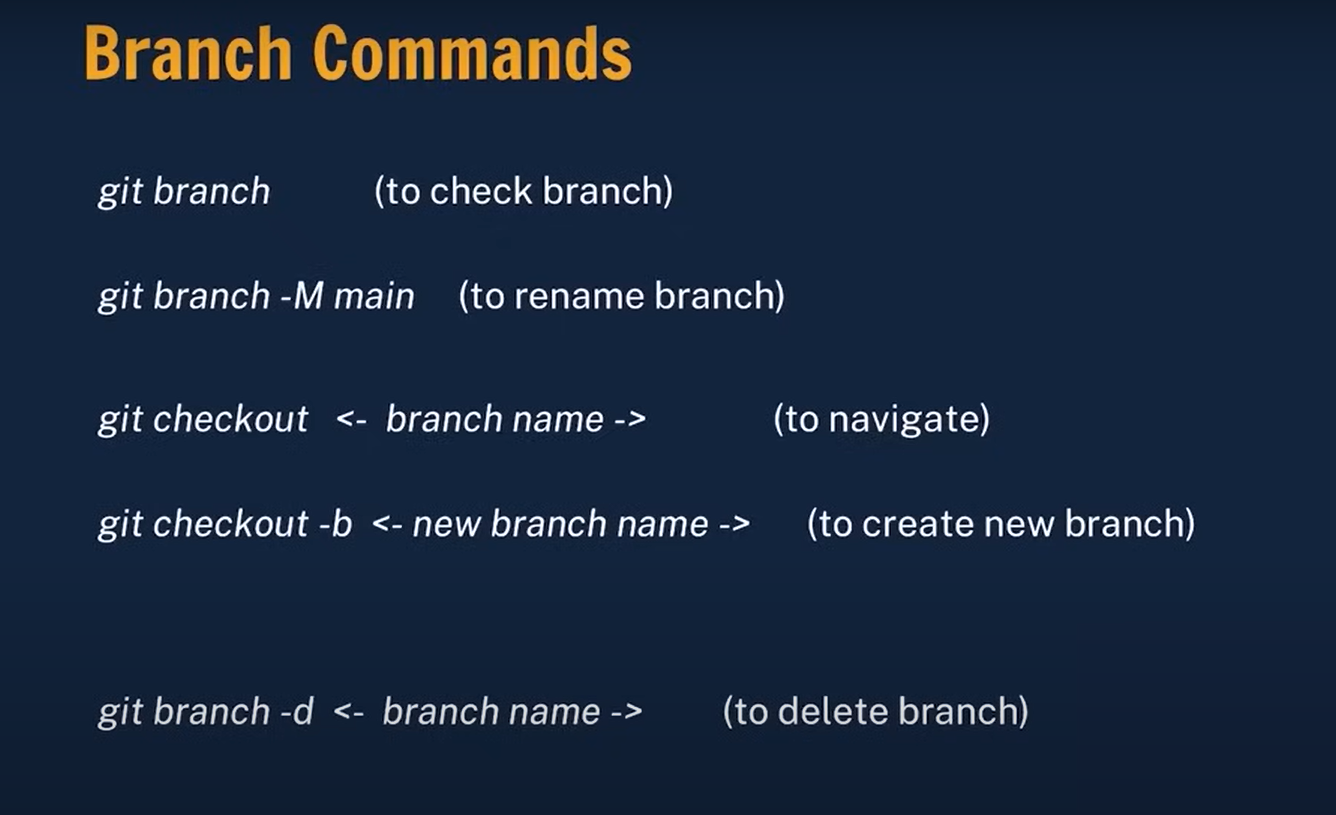 Branch Commands
git branch (to check branch)
git branch -M main (to rename branch)
git checkout <- branch name -> (to navigate)
git checkout -b <- new branch name -> (to create new branch)
git branch -d <- branch name -> (to delete branch)